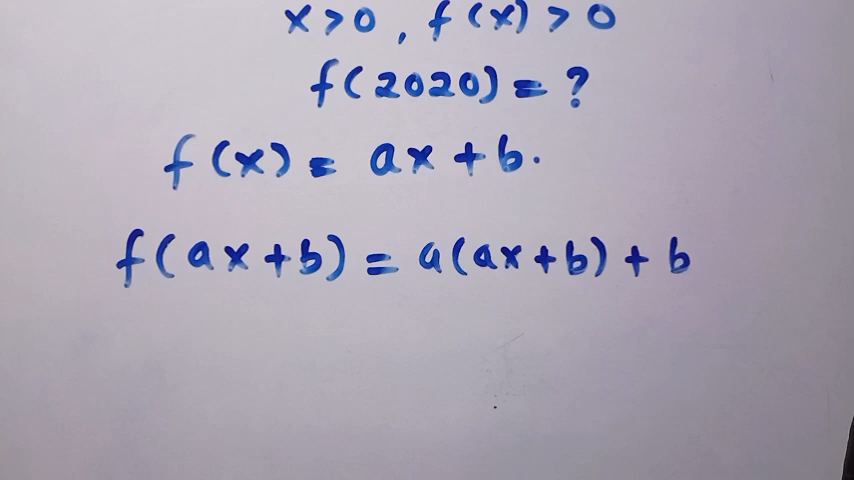 x > 0 , f(x) > 0
f(2020) = ?
f(x) = ax + b.
f(ax + b) = a(ax + b) + b